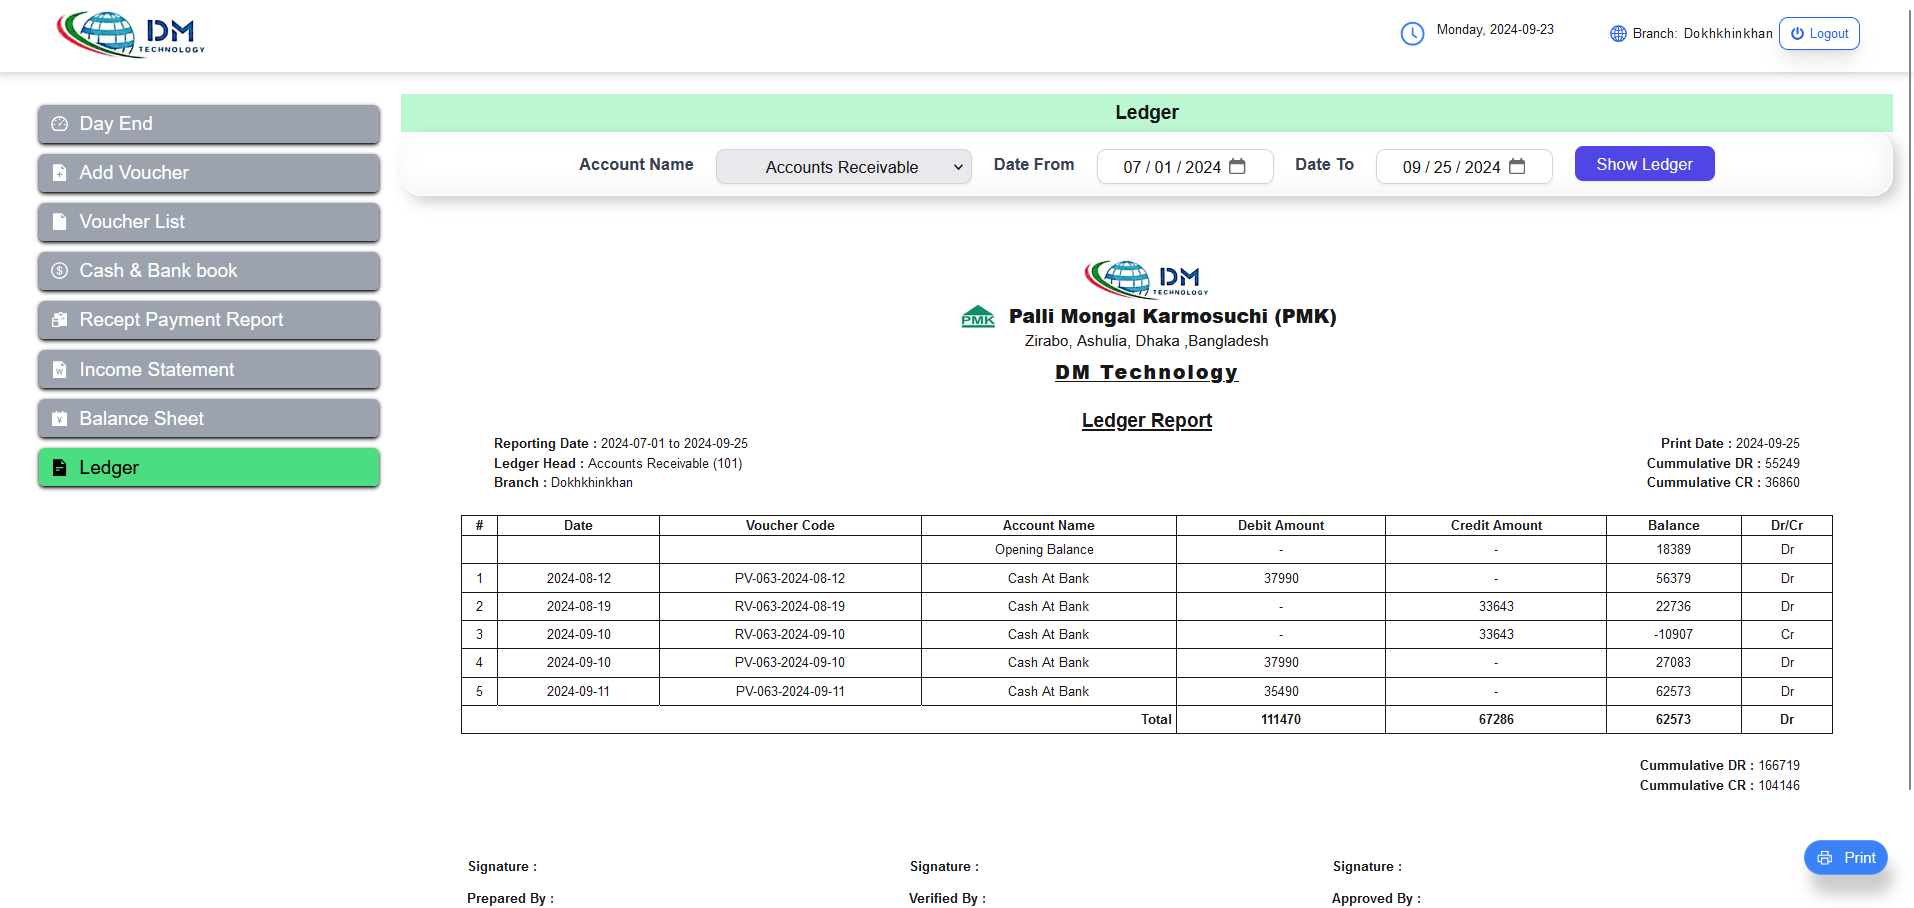 DM
TECHNOLOGY
Monday, 2024-09-23
Branch: Dokhkhinkhan
Logout
Day End
Add Voucher
Voucher List
Cash & Bank book
Recept Payment Report
Income Statement
Balance Sheet
Ledger
Ledger
Account Name Accounts Receivable Date From 07 / 01 / 2024 Date To 09 / 25 / 2024 Show Ledger
DM
TECHNOLOGY
PMK Palli Mongal Karmosuchi (PMK)
Zirabo, Ashulia, Dhaka ,Bangladesh
DM Technology
Ledger Report
Reporting Date : 2024-07-01 to 2024-09-25
Ledger Head : Accounts Receivable (101)
Branch : Dokhkhinkhan
Print Date : 2024-09-25
Cummulative DR : 55249
Cummulative CR : 36860
# Date Voucher Code Account Name Debit Amount Credit Amount Balance Dr/Cr
Opening Balance - - 18389 Dr
1 2024-08-12 PV-063-2024-08-12 Cash At Bank 37990 - 56379 Dr
2 2024-08-19 RV-063-2024-08-19 Cash At Bank - 33643 22736 Dr
3 2024-09-10 RV-063-2024-09-10 Cash At Bank - 33643 -10907 Cr
4 2024-09-10 PV-063-2024-09-10 Cash At Bank 37990 - 27083 Dr
5 2024-09-11 PV-063-2024-09-11 Cash At Bank 35490 - 62573 Dr
Total 111470 67286 62573 Dr
Cummulative DR : 166719
Cummulative CR : 104146
Signature : Signature : Signature :
Prepared By : Verified By : Approved By :
Print